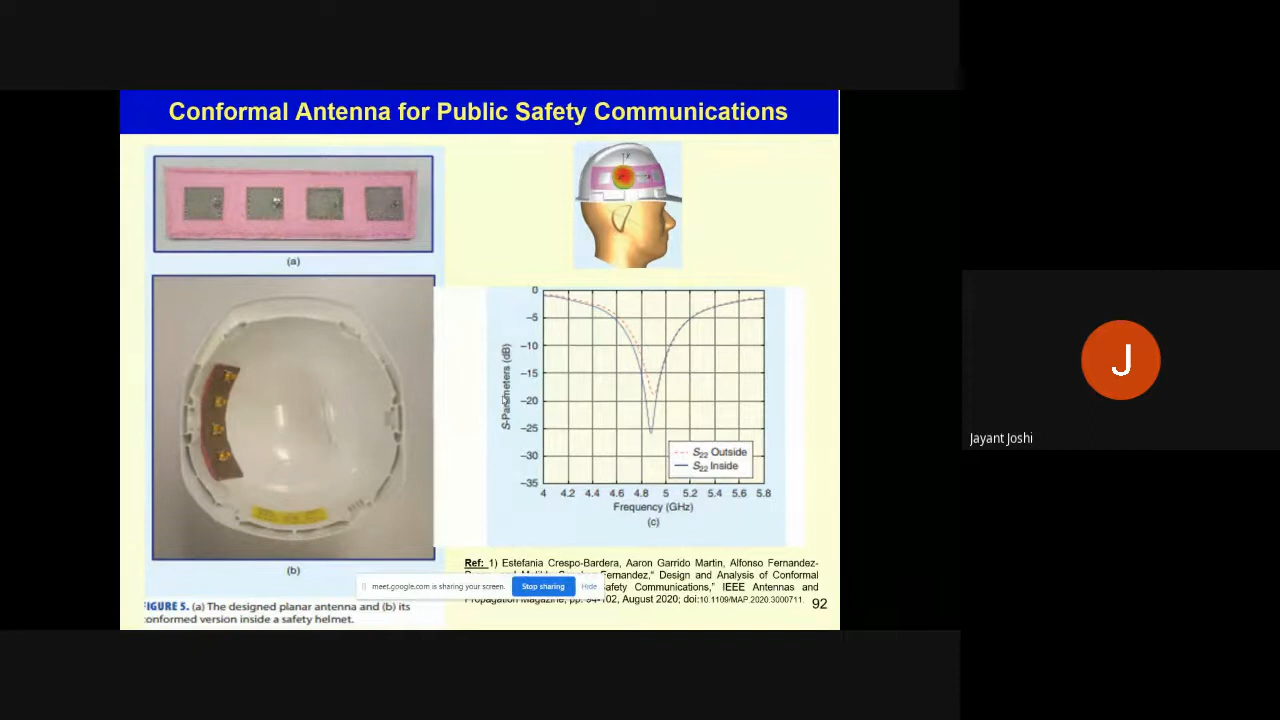 Conformal Antenna for Public Safety Communications
(a)
(b)
FIGURE 5. (a) The designed planar antenna and (b) its
conformed version inside a safety helmet.
0
−5
−10
−15
−20
−25
−30
−35
S-Parameters (dB)
S22 Outside
S22 Inside
4 4.2 4.4 4.6 4.8 5 5.2 5.4 5.6 5.8
Frequency (GHz)
(c)
Ref: 1) Estefania Crespo-Bardera, Aaron Garrido Martin, Alfonso Fernandez-
Fernandez,“ Design and Analysis of Conformal
Safety Communications,” IEEE Antennas and
Propagation Magazine, pp. 94-102, August 2020; doi:10.1109/MAP.2020.3000711.
92
meet.google.com is sharing your screen. Stop sharing Hide
J
Jayant Joshi